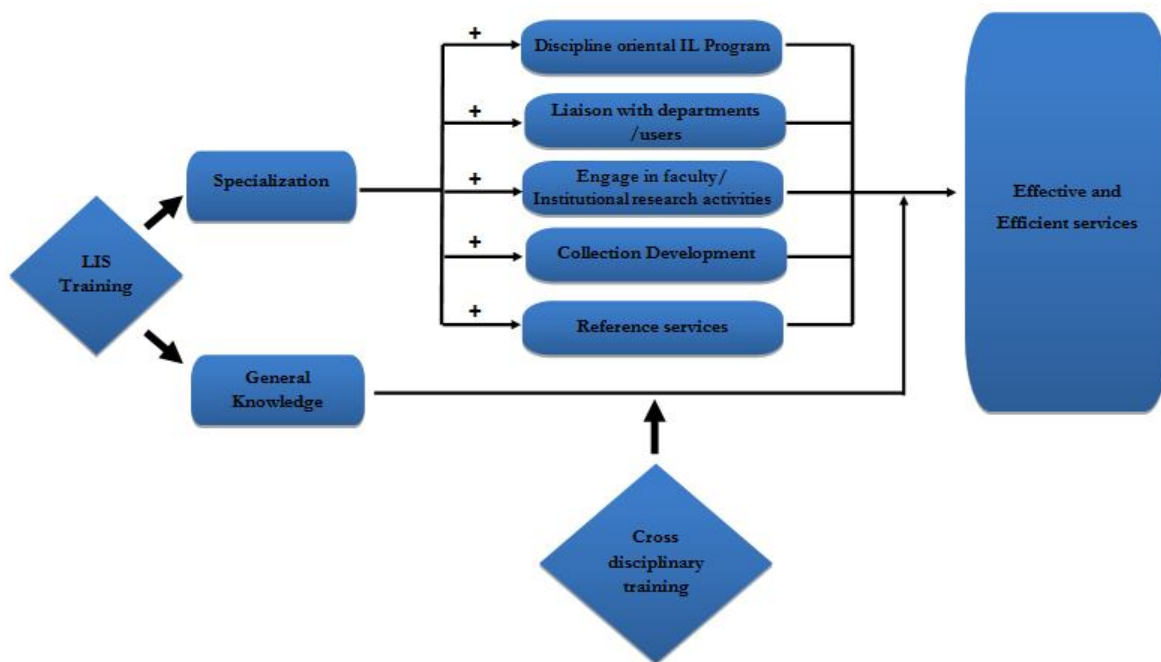 +
Discipline oriental IL Program
+
Liaison with departments
/users
+
Engage in faculty/
Institutional research activities
+
Collection Development
+
Reference services
Specialization
LIS
Training
General
Knowledge
Effective and
Efficient services
Cross
disciplinary
training